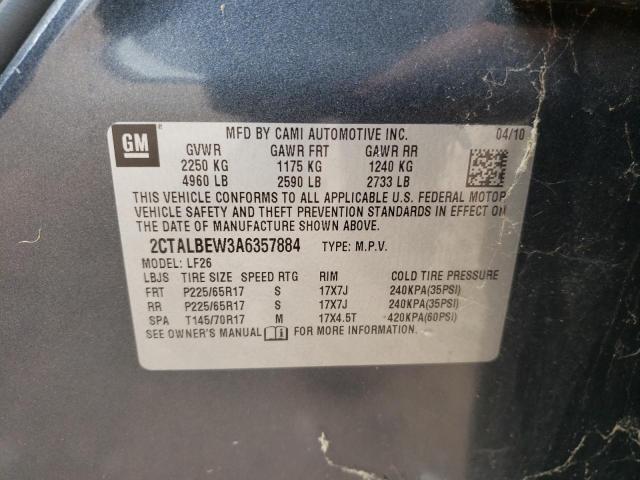 GM
MFD BY CAMI AUTOMOTIVE INC. 04/10
GVWR GAWR FRT GAWR RR
2250 KG 1175 KG 1240 KG
4960 LB 2590 LB 2733 LB
THIS VEHICLE CONFORMS TO ALL APPLICABLE U.S. FEDERAL MOTOR
VEHICLE SAFETY AND THEFT PREVENTION STANDARDS IN EFFECT ON
THE DATE OF MANUFACTURE SHOWN ABOVE.
2CTALBEW3A6357884 TYPE: M.P.V.
MODEL: LF26
LBJS TIRE SIZE SPEED RTG RIM COLD TIRE PRESSURE
FRT P225/65R17 S 17X7J 240KPA(35PSI)
RR P225/65R17 S 17X7J 240KPA(35PSI)
SPA T145/70R17 M 17X4.5T 420KPA(60PSI)
SEE OWNER'S MANUAL FOR MORE INFORMATION.